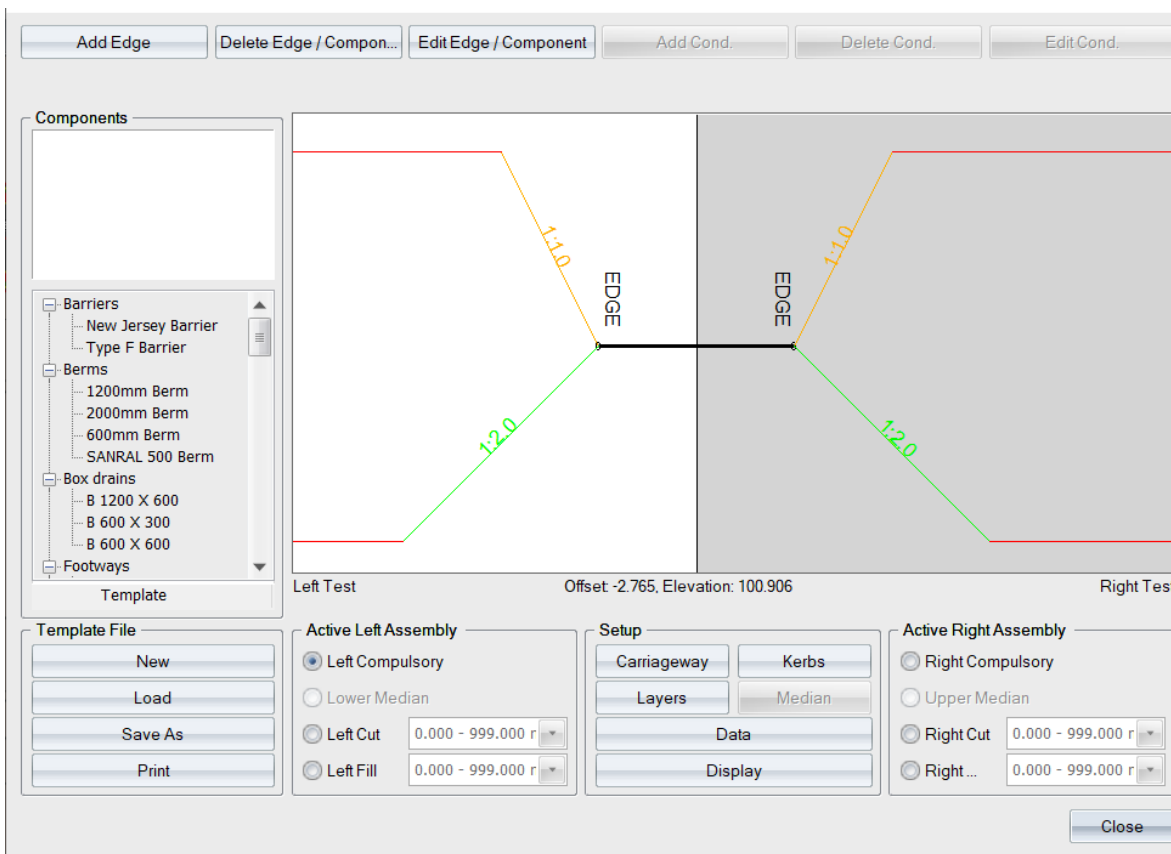 Add Edge
Delete Edge / Compon...
Edit Edge / Component
Add Cond.
Delete Cond.
Edit Cond.
Components
Barriers
New Jersey Barrier
Type F Barrier
Berms
1200mm Berm
2000mm Berm
600mm Berm
SANRAL 500 Berm
Box drains
B 1200 X 600
B 600 X 300
B 600 X 600
Footways
Template
1:1.0
EDGE
EDGE
1:1.0
1:2.0
1:2.0
Left Test
Offset: -2.765, Elevation: 100.906
Right Test
Template File
New
Load
Save As
Print
Active Left Assembly
Left Compulsory
Lower Median
Left Cut
0.000 - 999.000 r
Left Fill
0.000 - 999.000 r
Setup
Carriageway
Kerbs
Layers
Median
Data
Display
Active Right Assembly
Right Compulsory
Upper Median
Right Cut
0.000 - 999.000 r
Right ...
0.000 - 999.000 r
Close